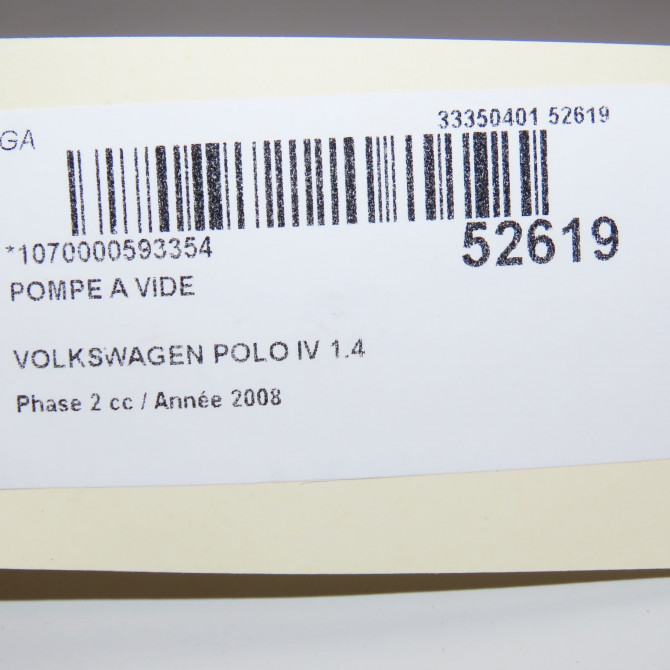 33350401 52619
GA
*1070000593354
52619
POMPE A VIDE
VOLKSWAGEN POLO IV 1.4
Phase 2 cc / Année 2008